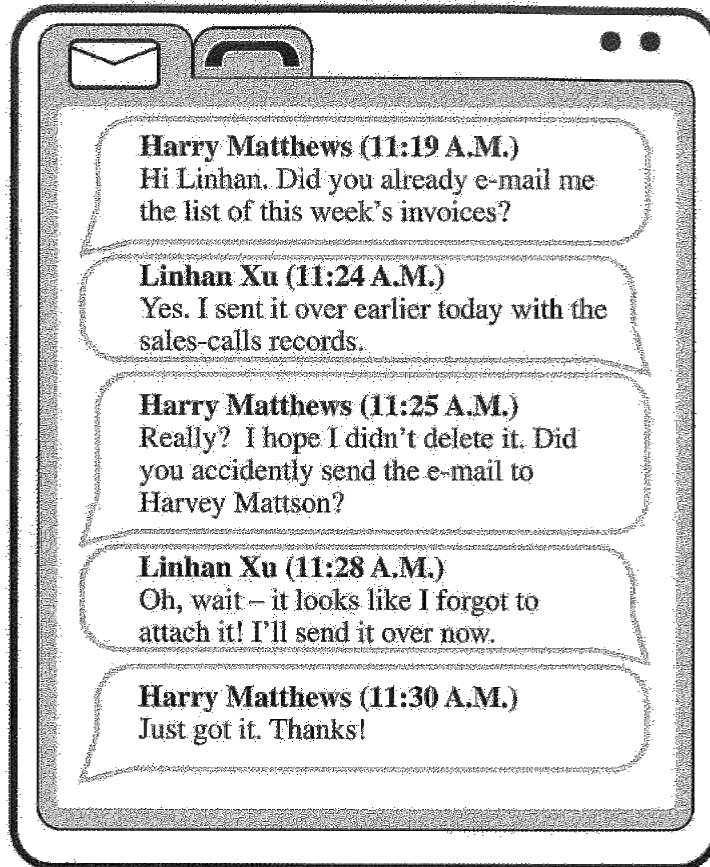 Harry Matthews (11:19 A.M.)
Hi Linhan. Did you already e-mail me
the list of this week's invoices?
Linhan Xu (11:24 A.M.)
Yes. I sent it over earlier today with the
sales-calls records.
Harry Matthews (11:25 A.M.)
Really? I hope I didn't delete it. Did
you accidently send the e-mail to
Harvey Mattson?
Linhan Xu (11:28 A.M.)
Oh, wait – it looks like I forgot to
attach it! I'll send it over now.
Harry Matthews (11:30 A.M.)
Just got it. Thanks!